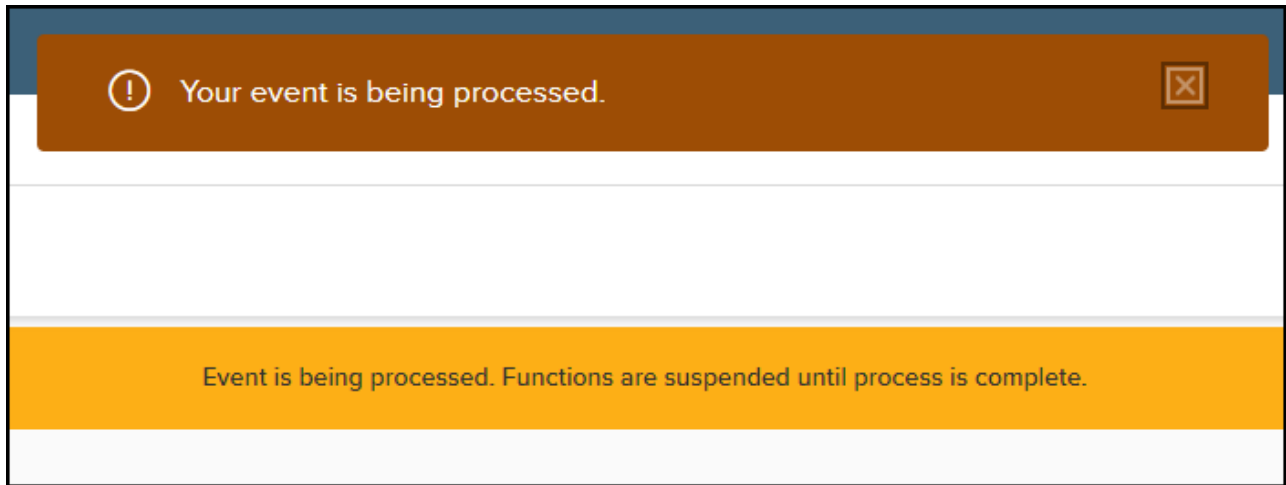 Your event is being processed.
Event is being processed. Functions are suspended until process is complete.